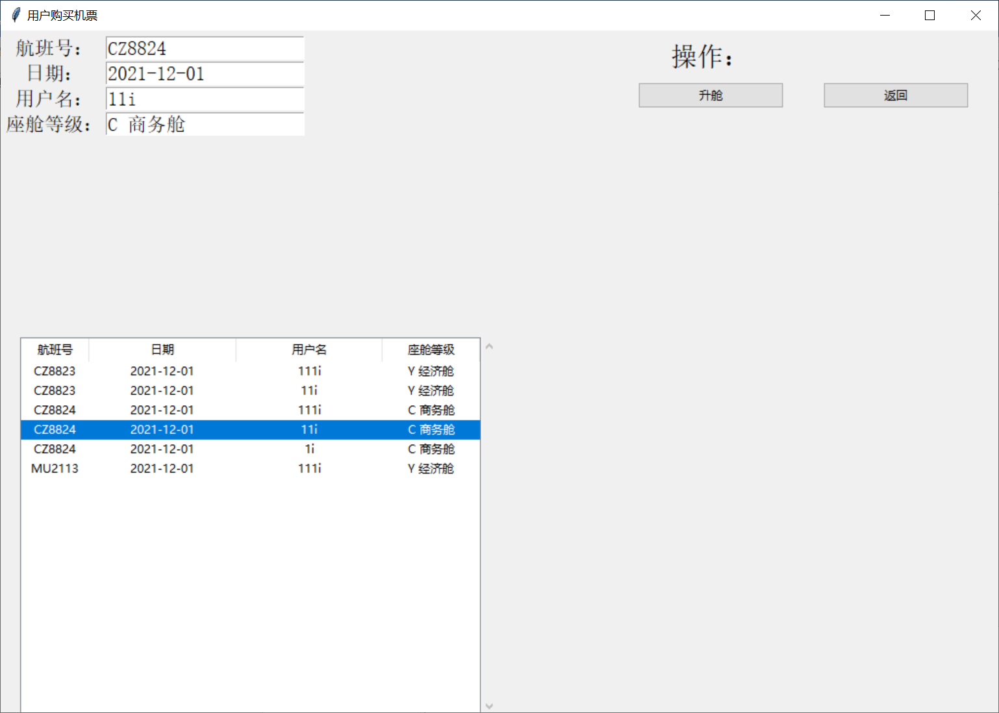 用户购买机票
航班号： CZ8824
日期： 2021-12-01
用户名： 11i
座舱等级： C 商务舱
操作：
升舱 返回
航班号 日期 用户名 座舱等级
CZ8823 2021-12-01 111i Y 经济舱
CZ8823 2021-12-01 11i Y 经济舱
CZ8824 2021-12-01 111i C 商务舱
CZ8824 2021-12-01 11i C 商务舱
CZ8824 2021-12-01 1i C 商务舱
MU2113 2021-12-01 111i Y 经济舱